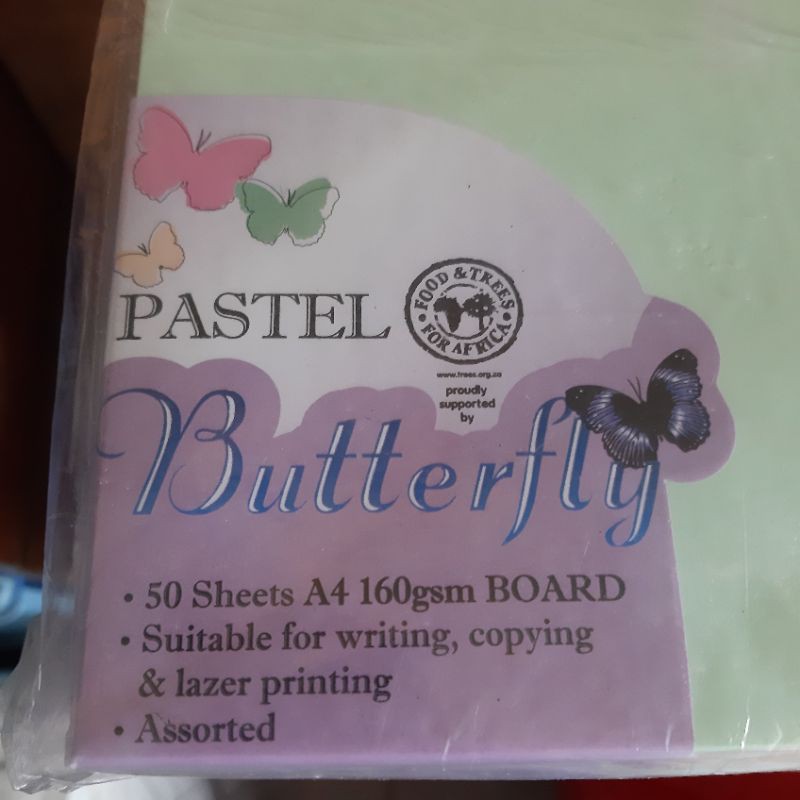 PASTEL
FOOD & TREES
FOR AFRICA
www.trees.org.za
proudly
supported
by
Butterfly
• 50 Sheets A4 160gsm BOARD
• Suitable for writing, copying
& lazer printing
• Assorted